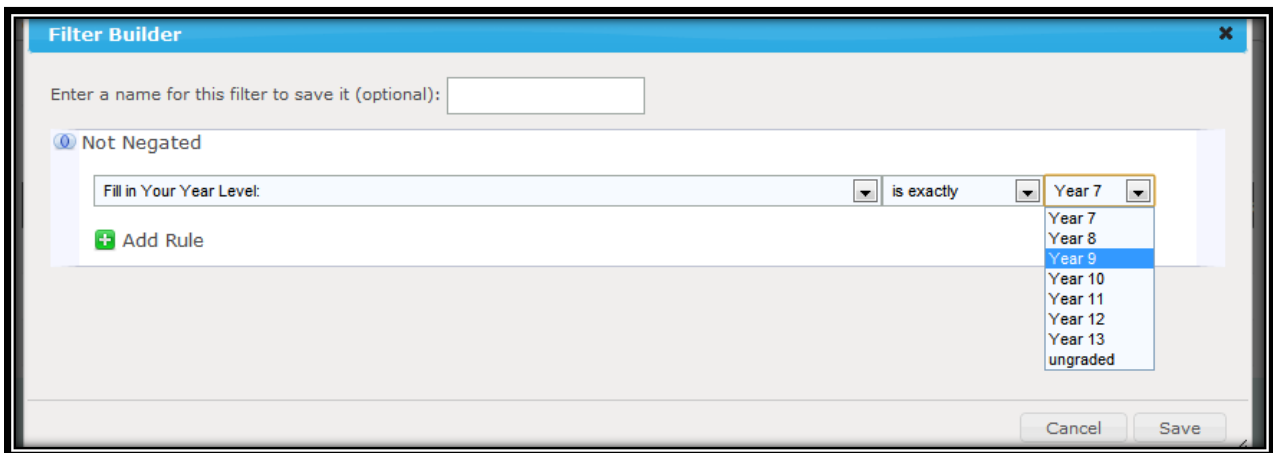 Filter Builder
Enter a name for this filter to save it (optional):
Not Negated
Fill in Your Year Level: is exactly Year 7
Year 7
Year 8
Year 9
Year 10
Year 11
Year 12
Year 13
ungraded
Add Rule
Cancel Save